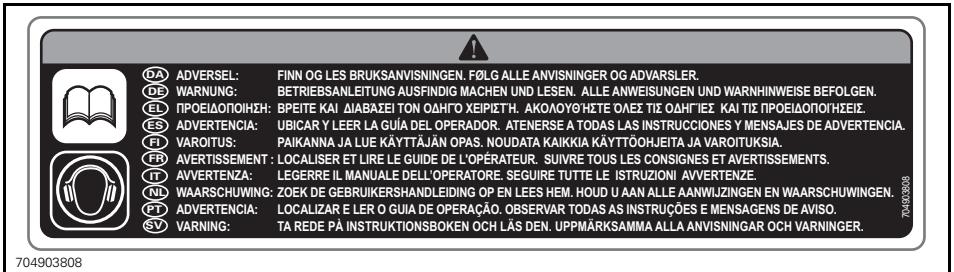 DA ADVERSEL: FINN OG LES BRUKSANVISNINGEN. FØLG ALLE ANVISNINGER OG ADVARSLER.
DE WARNUNG: BETRIEBSANLEITUNG AUSFINDIG MACHEN UND LESEN. ALLE ANWEISUNGEN UND WARNHINWEISE BEFOLGEN.
EL ΠΡΟΕΙΔΟΠΟΙΗΣΗ: ΒΡΕΙΤΕ ΚΑΙ ΔΙΑΒΆΣΕΙ ΤΟΝ ΟΔΗΓΌ ΧΕΙΡΙΣΤΉ. ΑΚΟΛΟΥΘΉΣΤΕ ΌΛΕΣ ΤΙΣ ΟΔΗΓΊΕΣ ΚΑΙ ΤΙΣ ΠΡΟΕΙΔΟΠΟΙΉΣΕΙΣ.
ES ADVERTENCIA: UBICAR Y LEER LA GUÍA DEL OPERADOR. ATENERSE A TODAS LAS INSTRUCCIONES Y MENSAJES DE ADVERTENCIA.
FI VAROITUS: PAIKANNA JA LUE KÄYTTÄJÄN OPAS. NOUDATA KAIKKIA KÄYTTÖOHJEITA JA VAROITUKSIA.
FR AVERTISSEMENT : LOCALISER ET LIRE LE GUIDE DE L'OPÉRATEUR. SUIVRE TOUS LES CONSIGNES ET AVERTISSEMENTS.
IT AVVERTENZA: LEGERRE IL MANUALE DELL'OPERATORE. SEGUIRE TUTTE LE ISTRUZIONI AVVERTENZE.
NL WAARSCHUWING: ZOEK DE GEBRUIKERSHANDLEIDING OP EN LEES HEM. HOUD U AAN ALLE AANWIJZINGEN EN WAARSCHUWINGEN.
PT ADVERTENCIA: LOCALIZAR E LER O GUIA DE OPERAÇÃO. OBSERVAR TODAS AS INSTRUÇÕES E MENSAGENS DE AVISO.
SV VARNING: TA REDE PÀ INSTRUKTIONSBOKEN OCH LÄS DEN. UPPMÄRKSAMMA ALLA ANVISNINGAR OCH VARNINGER.
704903808
704903808